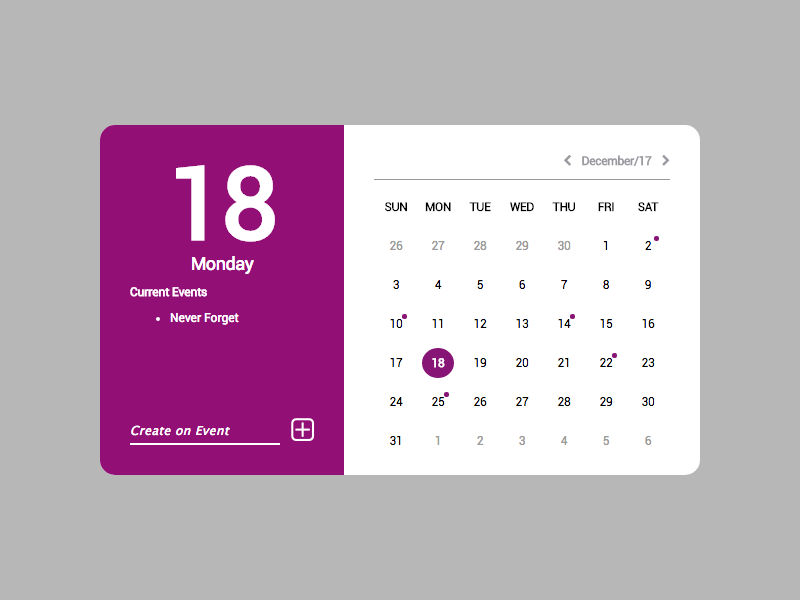 18
Monday
Current Events
Never Forget
Create on Event
December/17
SUN MON TUE WED THU FRI SAT
26 27 28 29 30 1 2
3 4 5 6 7 8 9
10 11 12 13 14 15 16
17 18 19 20 21 22 23
24 25 26 27 28 29 30
31 1 2 3 4 5 6